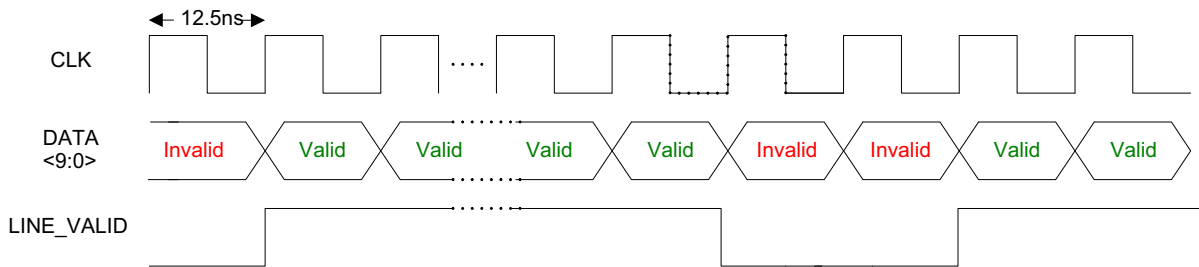 12.5ns
CLK
DATA
<9:0>
Invalid Valid Valid Valid Valid Invalid Invalid Valid Valid
LINE_VALID